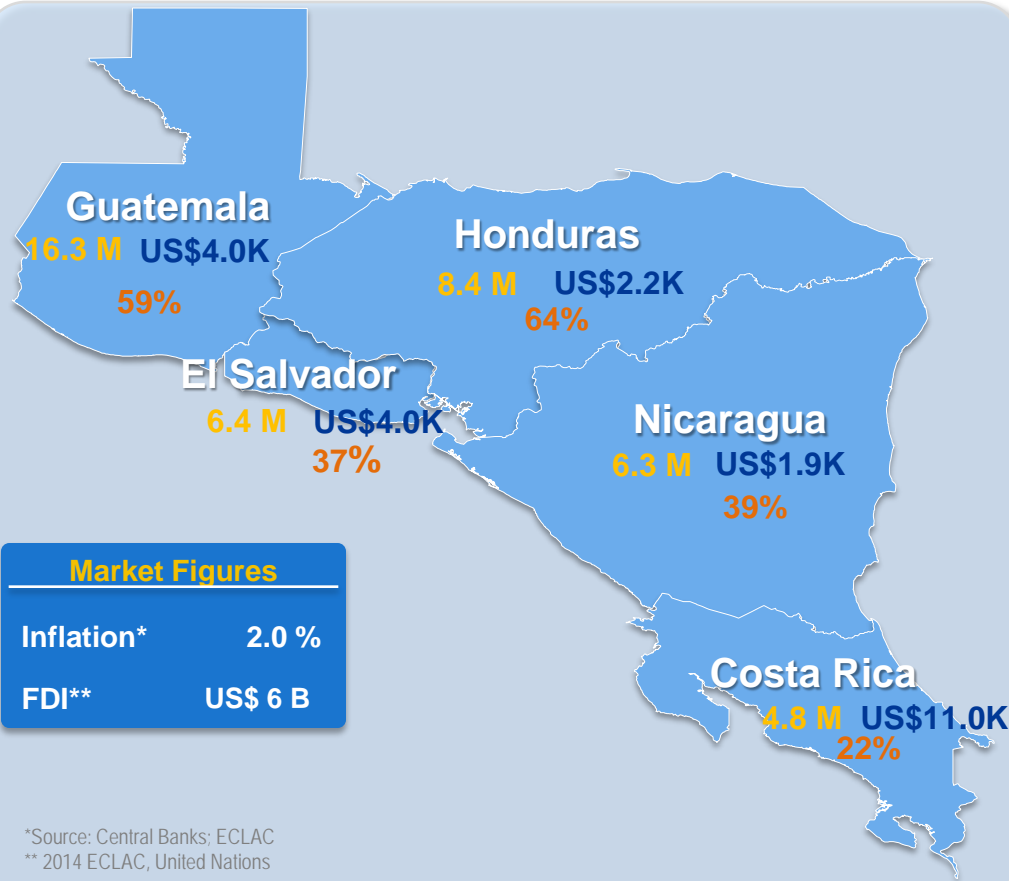 Guatemala
16.3 M US$4.0K
59%
Honduras
8.4 M US$2.2K
64%
El Salvador
6.4 M US$4.0K
37%
Nicaragua
6.3 M US$1.9K
39%
Market Figures
Inflation* 2.0 %
FDI** US$ 6 B
Costa Rica
4.8 M US$11.0K
22%
*Source: Central Banks; ECLAC
** 2014 ECLAC, United Nations